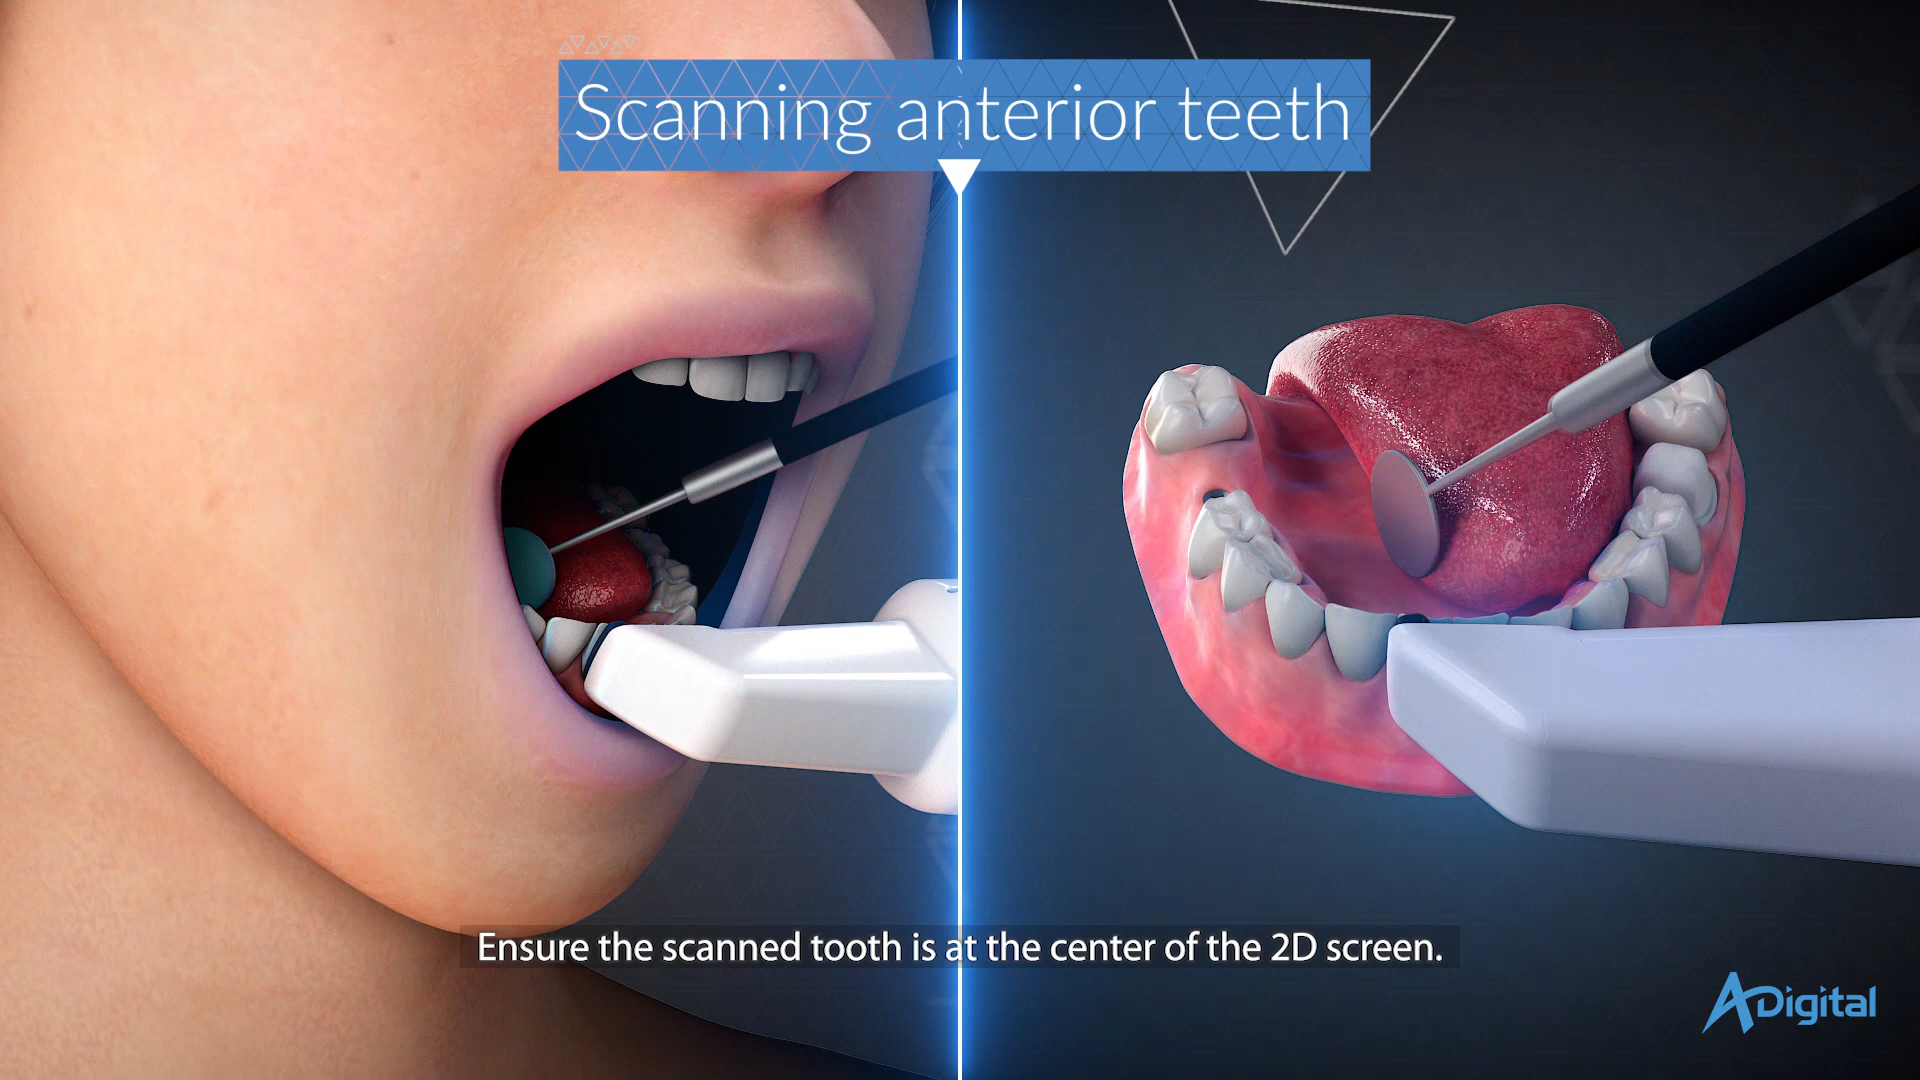 Scanning anterior teeth
Ensure the scanned tooth is at the center of the 2D screen.
ADigital